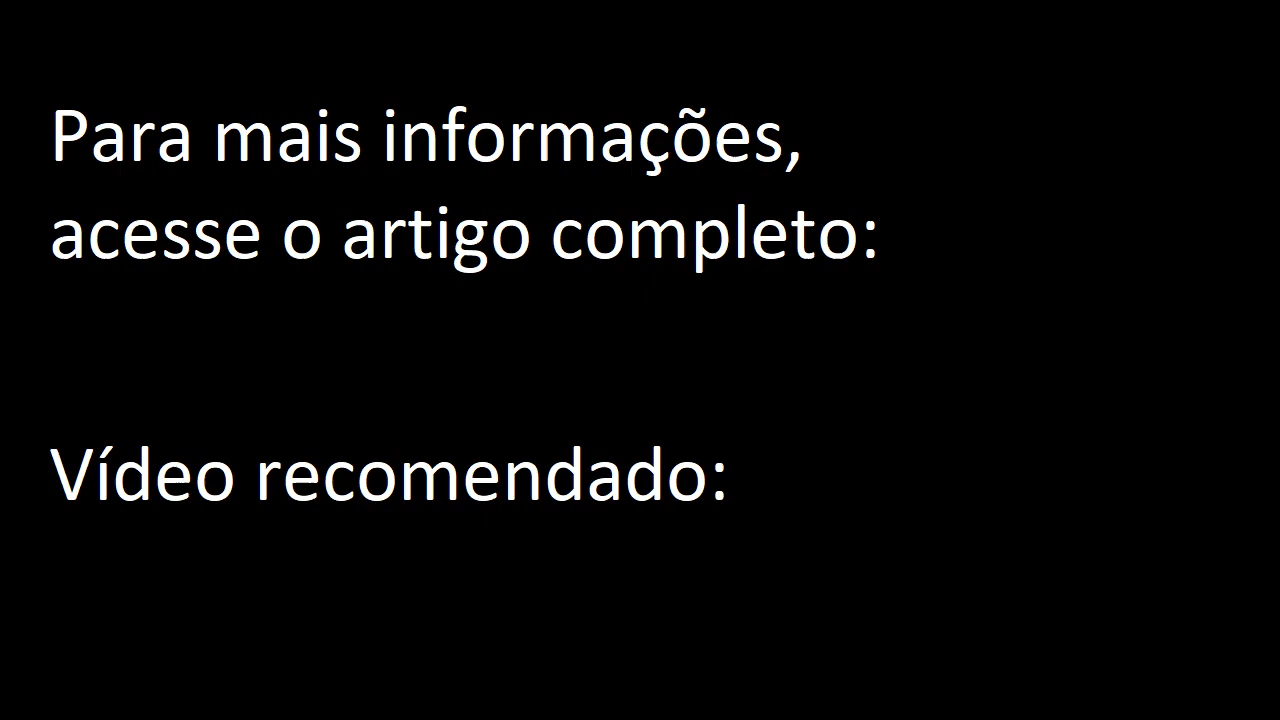 Para mais informações,
acesse o artigo completo:
Vídeo recomendado: